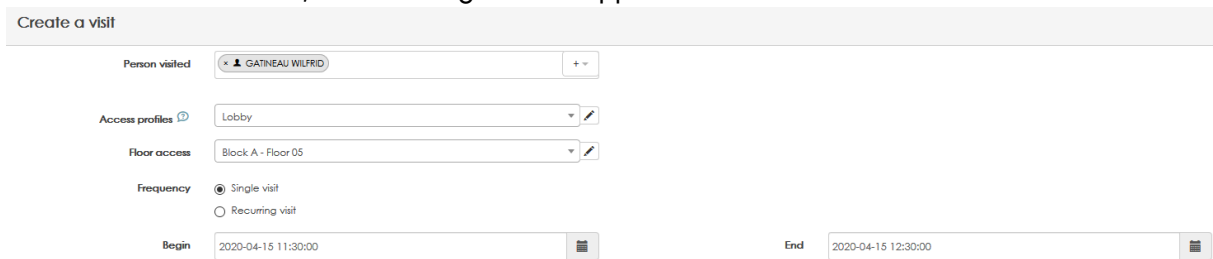 Create a visit
Person visited × GATINEAU WILFRID +
Access profiles Lobby
Floor access Block A - Floor 05
Frequency Single visit
Recurring visit
Begin 2020-04-15 11:30:00 End 2020-04-15 12:30:00